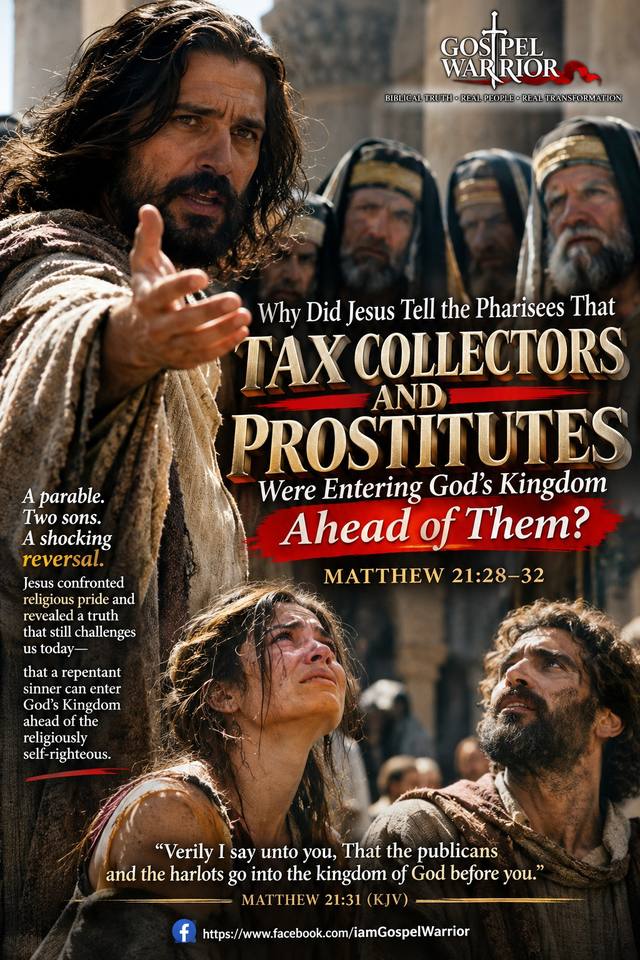 GOSPEL
WARRIOR
BIBLICAL TRUTH • REAL PEOPLE • REAL TRANSFORMATION
Why Did Jesus Tell the Pharisees That
TAX COLLECTORS
AND
PROSTITUTES
Were Entering God's Kingdom
Ahead of Them?
MATTHEW 21:28–32
A parable.
Two sons.
A shocking
reversal.
Jesus confronted
religious pride and
revealed a truth
that still challenges
us today—
that a repentant
sinner can enter
God's Kingdom
ahead of the
religiously
self-righteous.
“Verily I say unto you, That the publicans
and the harlots go into the kingdom of God before you.”
MATTHEW 21:31 (KJV)
https://www.facebook.com/iamGospelWarrior